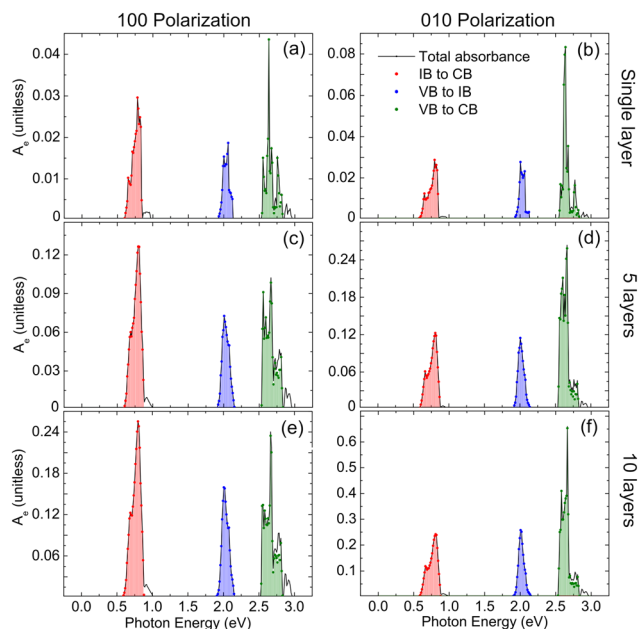 100 Polarization 010 Polarization
(a) (b)
Total absorbance
IB to CB
VB to IB
VB to CB
A_e (unitless)
0.04
0.03
0.02
0.01
0
0.08
0.06
0.04
0.02
0
Single layer
(c) (d)
A_e (unitless)
0.12
0.09
0.06
0.03
0
0.24
0.18
0.12
0.06
0
5 layers
(e) (f)
A_e (unitless)
0.24
0.18
0.12
0.06
0.6
0.5
0.4
0.3
0.2
0.1
10 layers
0.0 0.5 1.0 1.5 2.0 2.5 3.0 0.0 0.5 1.0 1.5 2.0 2.5 3.0
Photon Energy (eV) Photon Energy (eV)